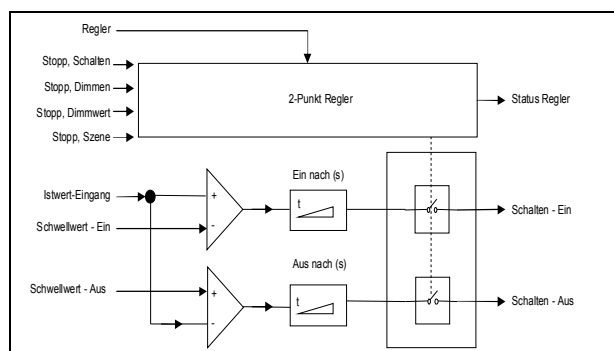 Regler
Stopp, Schalten
Stopp, Dimmen
Stopp, Dimmwert
Stopp, Szene
2-Punkt Regler
Status Regler
Ein nach (s)
Istwert-Eingang
+
t
Schalten - Ein
Schwellwert - Ein
-
Aus nach (s)
Schwellwert - Aus
+
t
Schalten - Aus
-